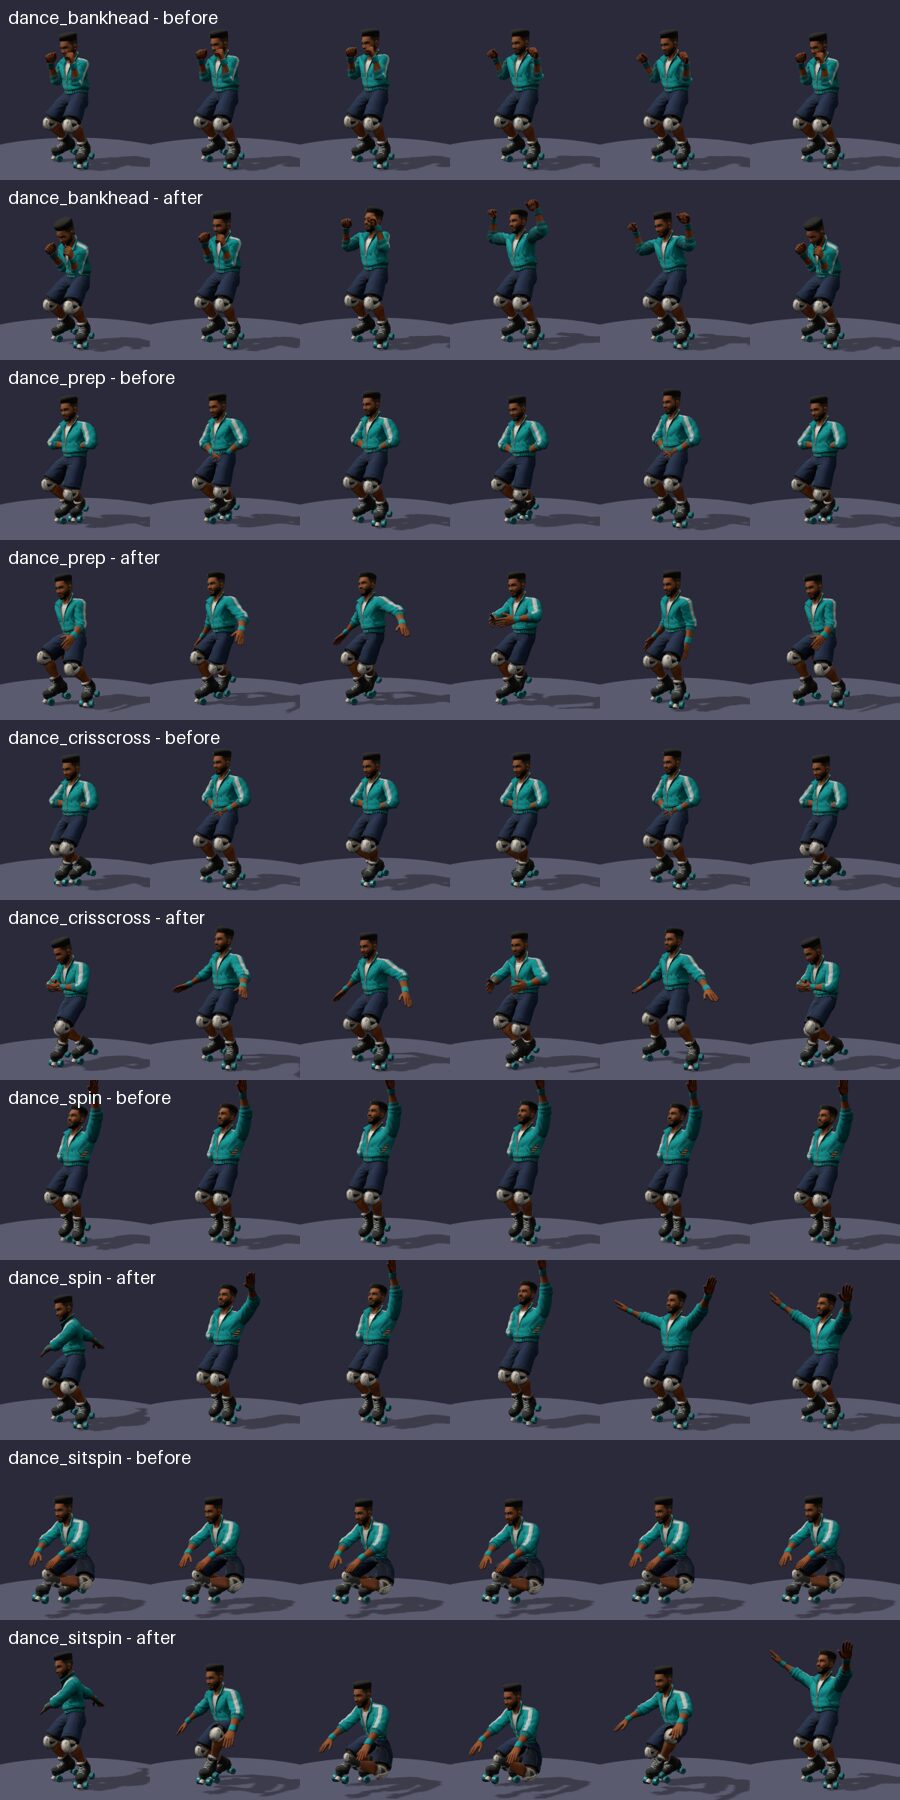 dance_bankhead - before
dance_bankhead - after
dance_prep - before
dance_prep - after
dance_crisscross - before
dance_crisscross - after
dance_spin - before
dance_spin - after
dance_sitspin - before
dance_sitspin - after